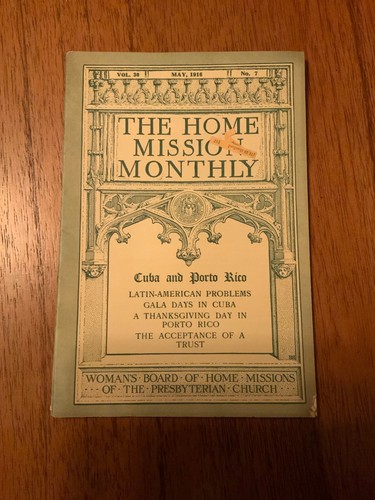 VOL. 30 MAY, 1916 No. 7
THE HOME
MISSION
MONTHLY
Cuba and Porto Rico
LATIN-AMERICAN PROBLEMS
GALA DAYS IN CUBA
A THANKSGIVING DAY IN
PORTO RICO
THE ACCEPTANCE OF A
TRUST
WOMAN'S · BOARD · OF · HOME · MISSIONS
· · · OF · THE · PRESBYTERIAN · CHURCH · · ·